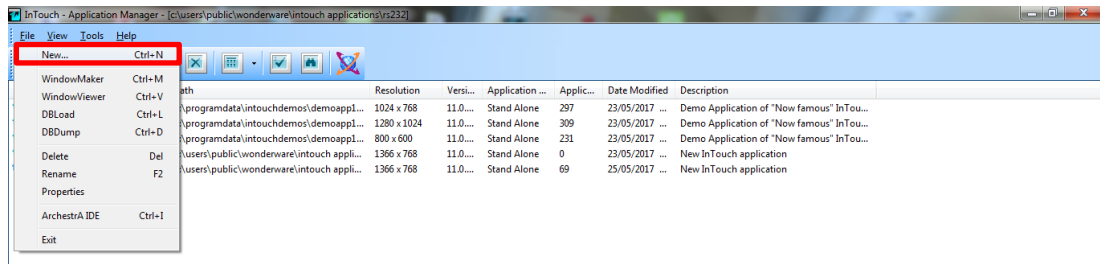 InTouch - Application Manager - [c:\users\public\wonderware\intouch applications\rs232]
File View Tools Help
New... Ctrl+N
WindowMaker Ctrl+M
WindowViewer Ctrl+V
DBLoad Ctrl+L
DBDump Ctrl+D
Delete Del
Rename F2
Properties
ArchestrA IDE Ctrl+I
Exit
ath Resolution Versi... Application ... Applic... Date Modified Description
\programdata\intouchdemos\demoapp1... 1024 x 768 11.0.... Stand Alone 297 23/05/2017 ... Demo Application of "Now famous" InTou...
\programdata\intouchdemos\demoapp1... 1280 x 1024 11.0.... Stand Alone 309 23/05/2017 ... Demo Application of "Now famous" InTou...
\programdata\intouchdemos\demoapp1... 800 x 600 11.0.... Stand Alone 231 23/05/2017 ... Demo Application of "Now famous" InTou...
\users\public\wonderware\intouch appli... 1366 x 768 11.0.... Stand Alone 0 23/05/2017 ... New InTouch application
\users\public\wonderware\intouch appli... 1366 x 768 11.0.... Stand Alone 69 25/05/2017 ... New InTouch application